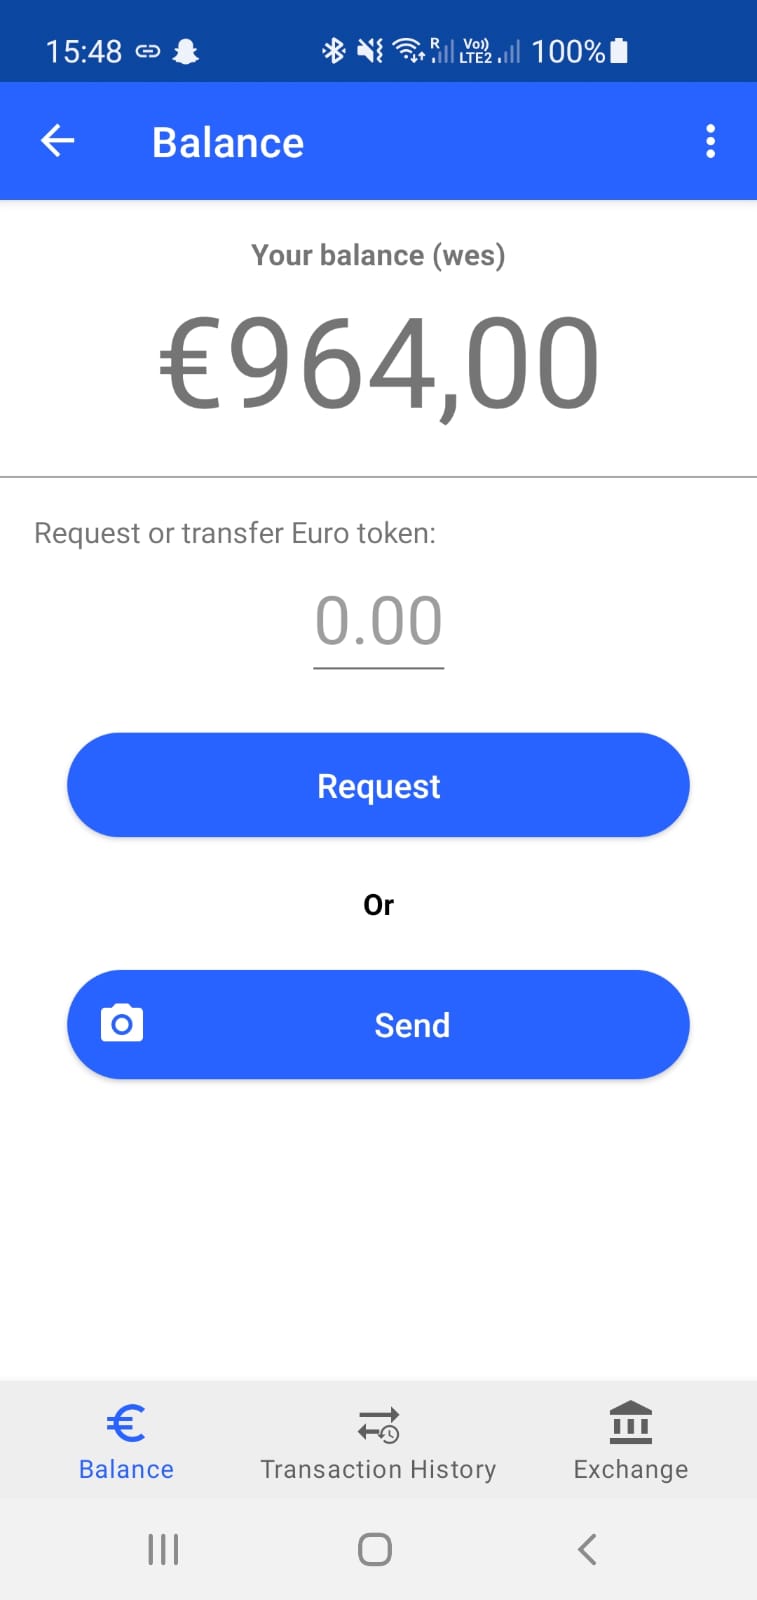 15:48 R Vo)) LTE2 100%
Balance
Your balance (wes)
€964,00
Request or transfer Euro token:
0.00
Request
Or
Send
€
Balance Transaction History Exchange